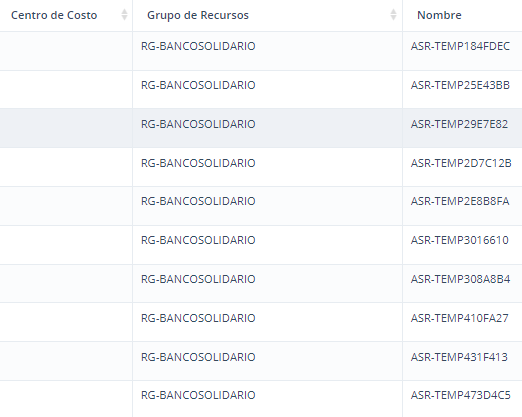 Centro de Costo Grupo de Recursos Nombre
RG-BANCOSOLIDARIO ASR-TEMP184FDEC
RG-BANCOSOLIDARIO ASR-TEMP25E43BB
RG-BANCOSOLIDARIO ASR-TEMP29E7E82
RG-BANCOSOLIDARIO ASR-TEMP2D7C12B
RG-BANCOSOLIDARIO ASR-TEMP2E8B8FA
RG-BANCOSOLIDARIO ASR-TEMP3016610
RG-BANCOSOLIDARIO ASR-TEMP308A8B4
RG-BANCOSOLIDARIO ASR-TEMP410FA27
RG-BANCOSOLIDARIO ASR-TEMP431F413
RG-BANCOSOLIDARIO ASR-TEMP473D4C5